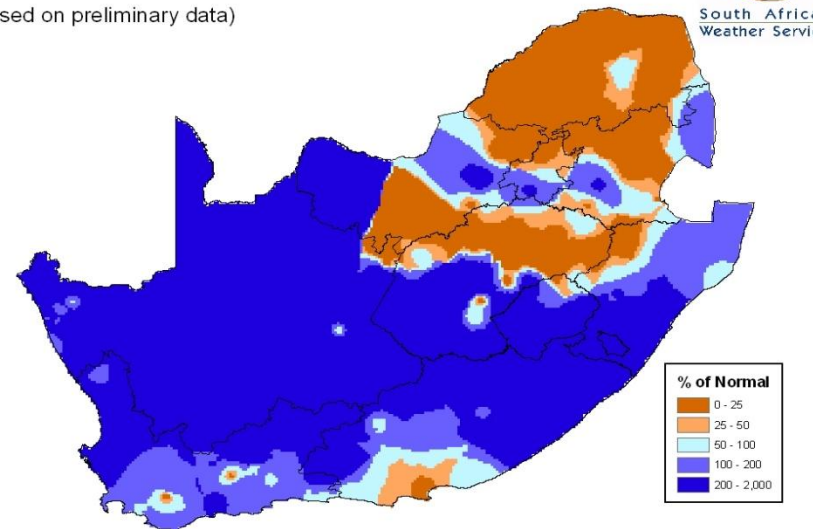 sed on preliminary data)
South Africa
Weather Servi
% of Normal
0 - 25
25 - 50
50 - 100
100 - 200
200 - 2,000